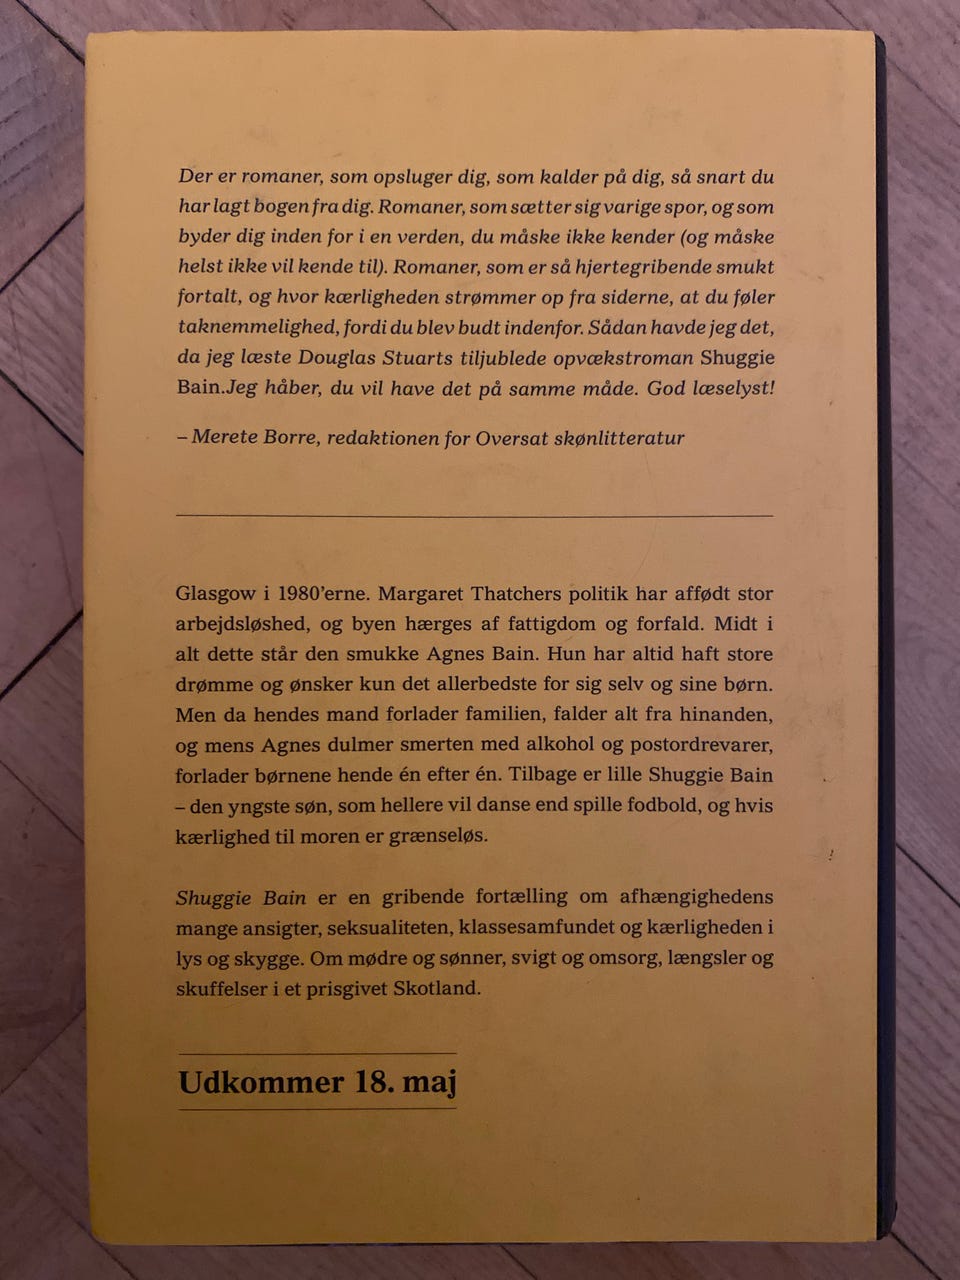 Der er romaner, som opsluger dig, som kalder på dig, så snart du
har lagt bogen fra dig. Romaner, som sætter sig varige spor, og som
byder dig inden for i en verden, du måske ikke kender (og måske
helst ikke vil kende til). Romaner, som er så hjertegribende smukt
fortalt, og hvor kærligheden strømmer op fra siderne, at du føler
taknemmelighed, fordi du blev budt indenfor. Sådan havde jeg det,
da jeg læste Douglas Stuarts tiljublede opvækstroman Shuggie
Bain.Jeg håber, du vil have det på samme måde. God læselyst!
– Merete Borre, redaktionen for Oversat skønlitteratur
Glasgow i 1980'erne. Margaret Thatchers politik har affødt stor
arbejdsløshed, og byen hærges af fattigdom og forfald. Midt i
alt dette står den smukke Agnes Bain. Hun har altid haft store
drømme og ønsker kun det allerbedste for sig selv og sine børn.
Men da hendes mand forlader familien, falder alt fra hinanden,
og mens Agnes dulmer smerten med alkohol og postordrevarer,
forlader børnene hende én efter én. Tilbage er lille Shuggie Bain
– den yngste søn, som hellere vil danse end spille fodbold, og hvis
kærlighed til moren er grænseløs.
Shuggie Bain er en gribende fortælling om afhængighedens
mange ansigter, seksualiteten, klassesamfundet og kærligheden i
lys og skygge. Om mødre og sønner, svigt og omsorg, længsler og
skuffelser i et prisgivet Skotland.
Udkommer 18. maj